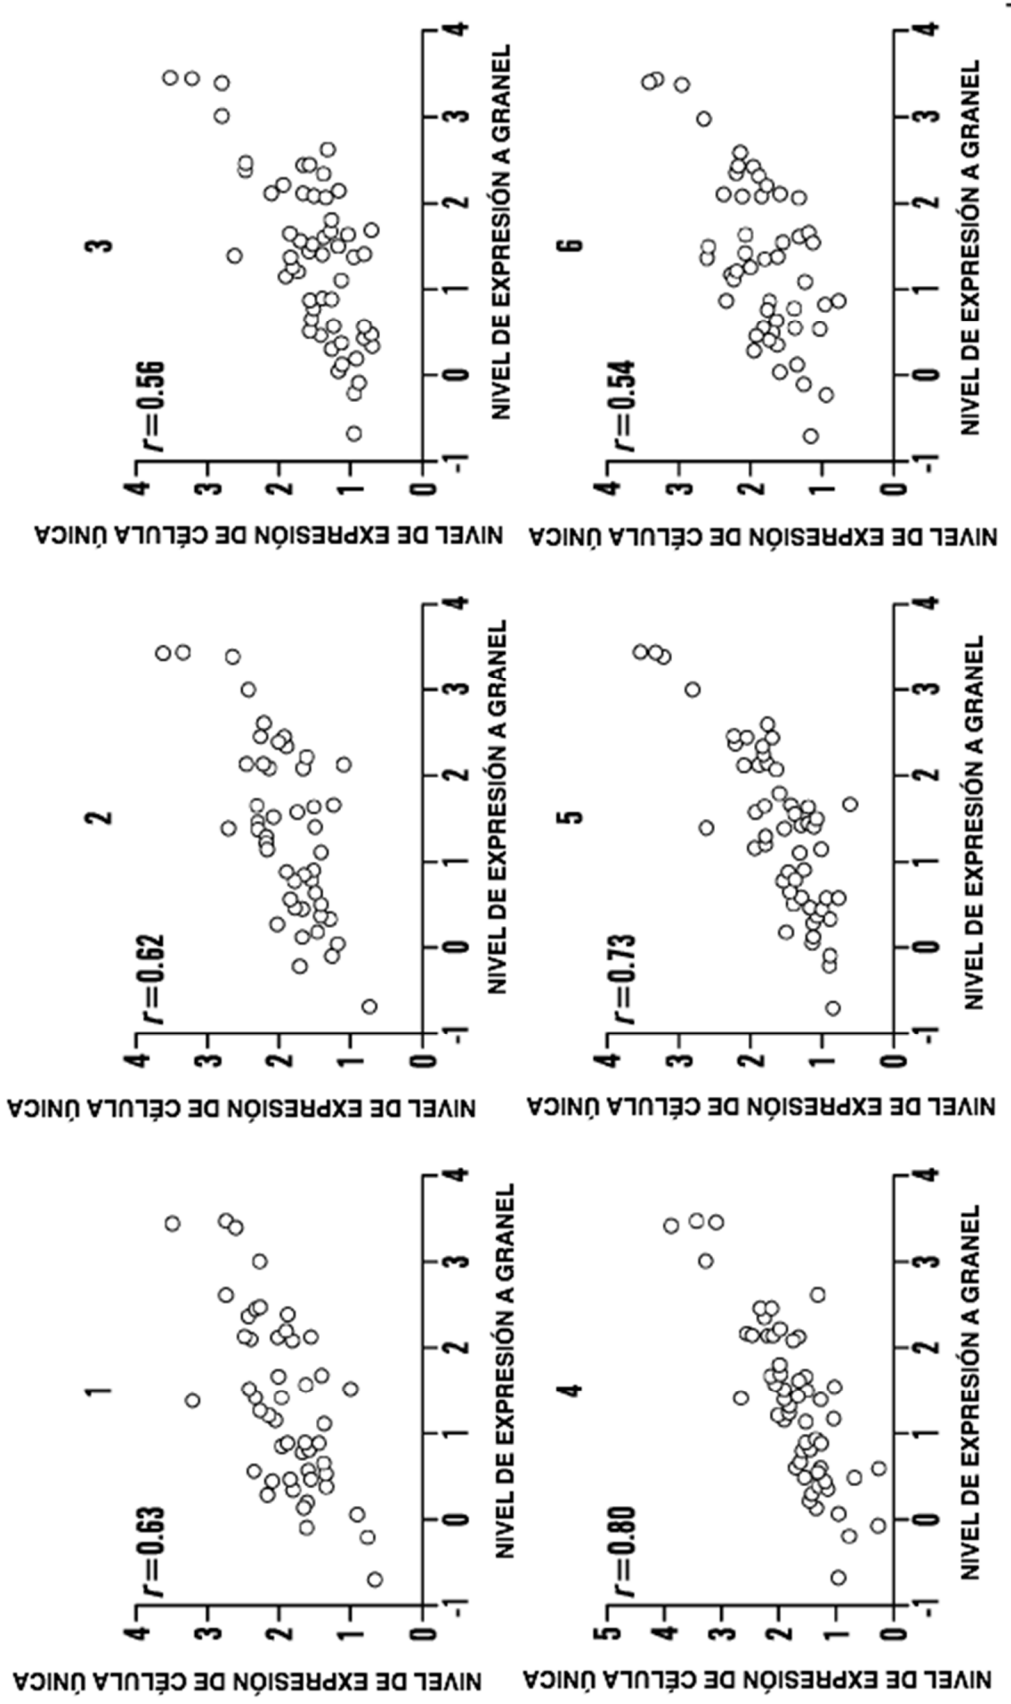 1
r=0.63
NIVEL DE EXPRESIÓN DE CÉLULA ÚNICA
4
3
2
1
0
-1 0 1 2 3 4
NIVEL DE EXPRESIÓN A GRANEL
2
r=0.62
NIVEL DE EXPRESIÓN DE CÉLULA ÚNICA
4
3
2
1
0
-1 0 1 2 3 4
NIVEL DE EXPRESIÓN A GRANEL
3
r=0.56
NIVEL DE EXPRESIÓN DE CÉLULA ÚNICA
4
3
2
1
0
-1 0 1 2 3 4
NIVEL DE EXPRESIÓN A GRANEL
4
r=0.80
NIVEL DE EXPRESIÓN DE CÉLULA ÚNICA
5
4
3
2
1
0
-1 0 1 2 3 4
NIVEL DE EXPRESIÓN A GRANEL
5
r=0.73
NIVEL DE EXPRESIÓN DE CÉLULA ÚNICA
4
3
2
1
0
-1 0 1 2 3 4
NIVEL DE EXPRESIÓN A GRANEL
6
r=0.54
NIVEL DE EXPRESIÓN DE CÉLULA ÚNICA
4
3
2
1
0
-1 0 1 2 3 4
NIVEL DE EXPRESIÓN A GRANEL